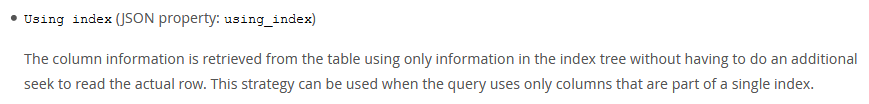 • Using index (JSON property: using_index)
The column information is retrieved from the table using only information in the index tree without having to do an additional
seek to read the actual row. This strategy can be used when the query uses only columns that are part of a single index.